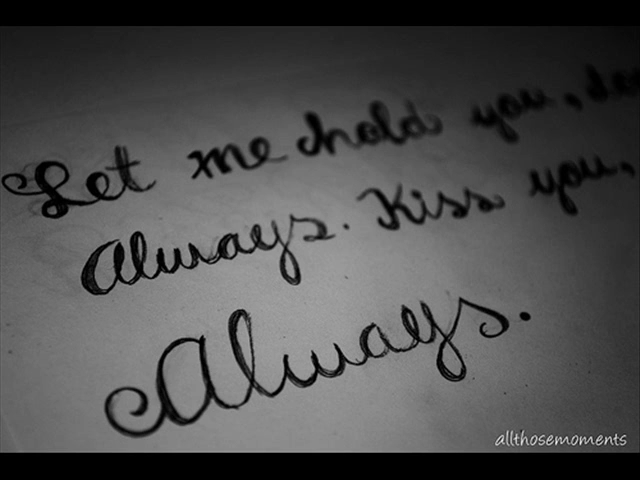 Let me hold you,
Always. Kiss you,
Always.
allthosemoments